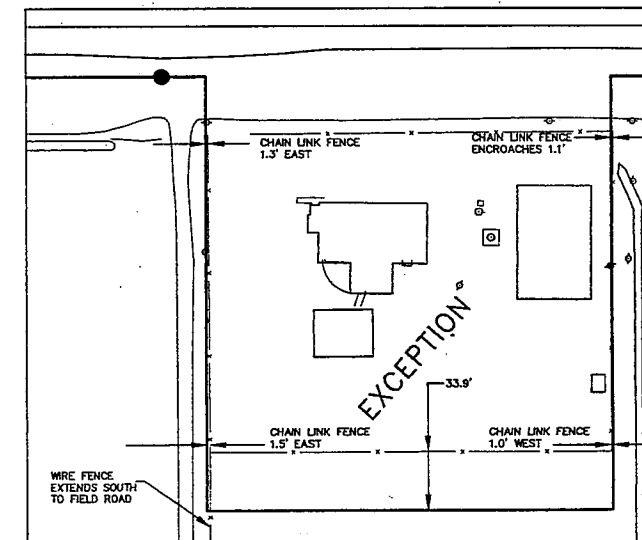 CHAIN LINK FENCE
1.3' EAST
CHAIN LINK FENCE
ENCROACHES 1.1'
EXCEPTION
33.9'
CHAIN LINK FENCE
1.5' EAST
CHAIN LINK FENCE
1.0' WEST
WIRE FENCE
EXTENDS SOUTH
TO FIELD ROAD